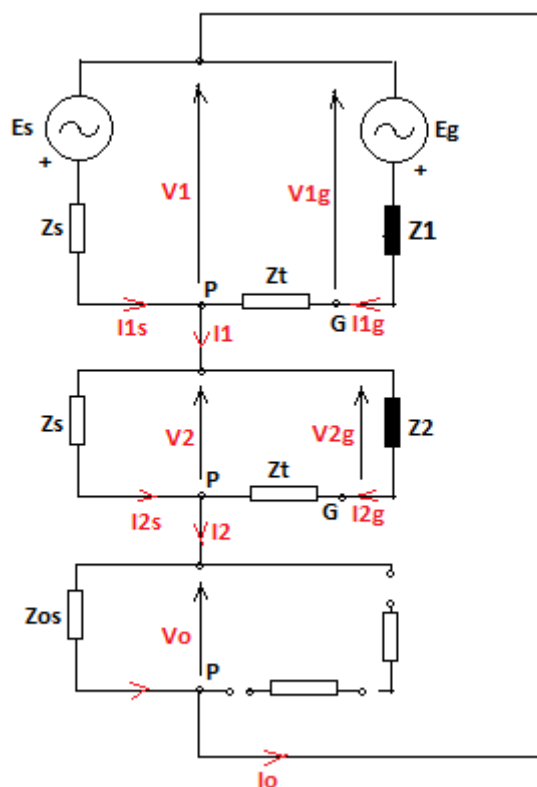 Es
+
Eg
+
V1
V1g
Zs
Z1
P
Zt
G
I1s
I1
I1g
Zs
V2
V2g
Z2
Zt
P
G
I2s
I2
I2g
Zos
Vo
P
Io